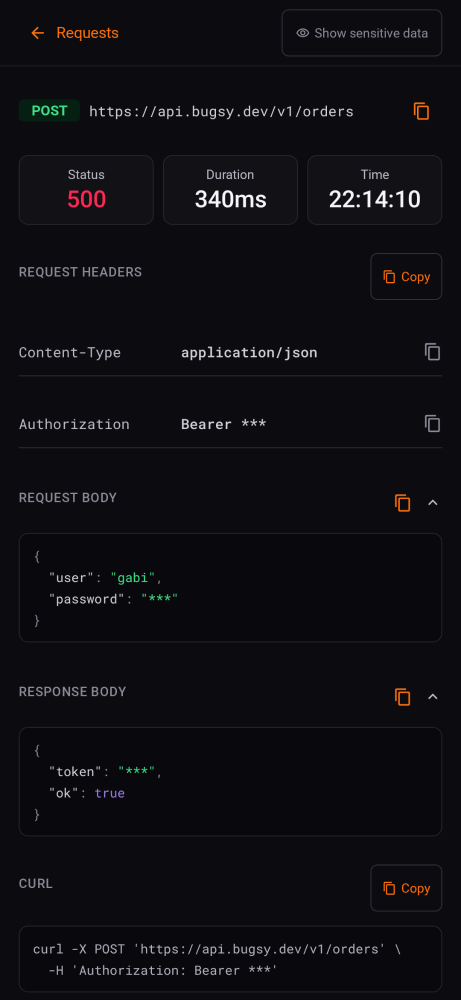 Requests
Show sensitive data
POST https://api.bugsy.dev/v1/orders
Status
500
Duration
340ms
Time
22:14:10
REQUEST HEADERS
Copy
Content-Type application/json
Authorization Bearer ***
REQUEST BODY
{
  "user": "gabi",
  "password": "***"
}
RESPONSE BODY
{
  "token": "***",
  "ok": true
}
CURL
Copy
curl -X POST 'https://api.bugsy.dev/v1/orders' \
  -H 'Authorization: Bearer ***'